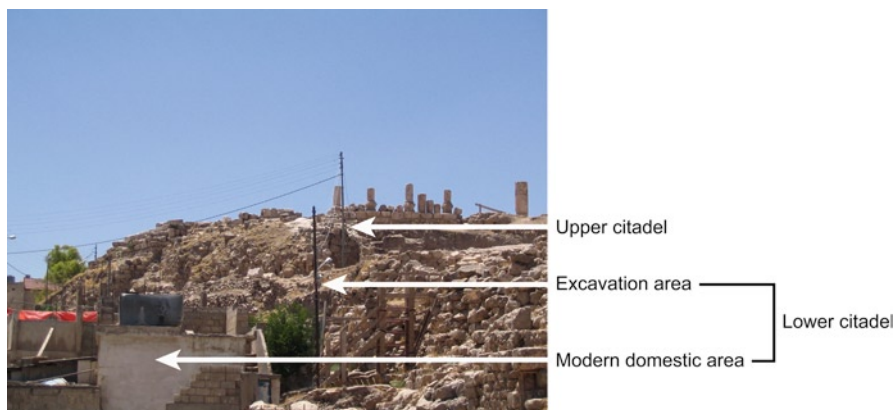 Upper citadel
Excavation area
Lower citadel
Modern domestic area